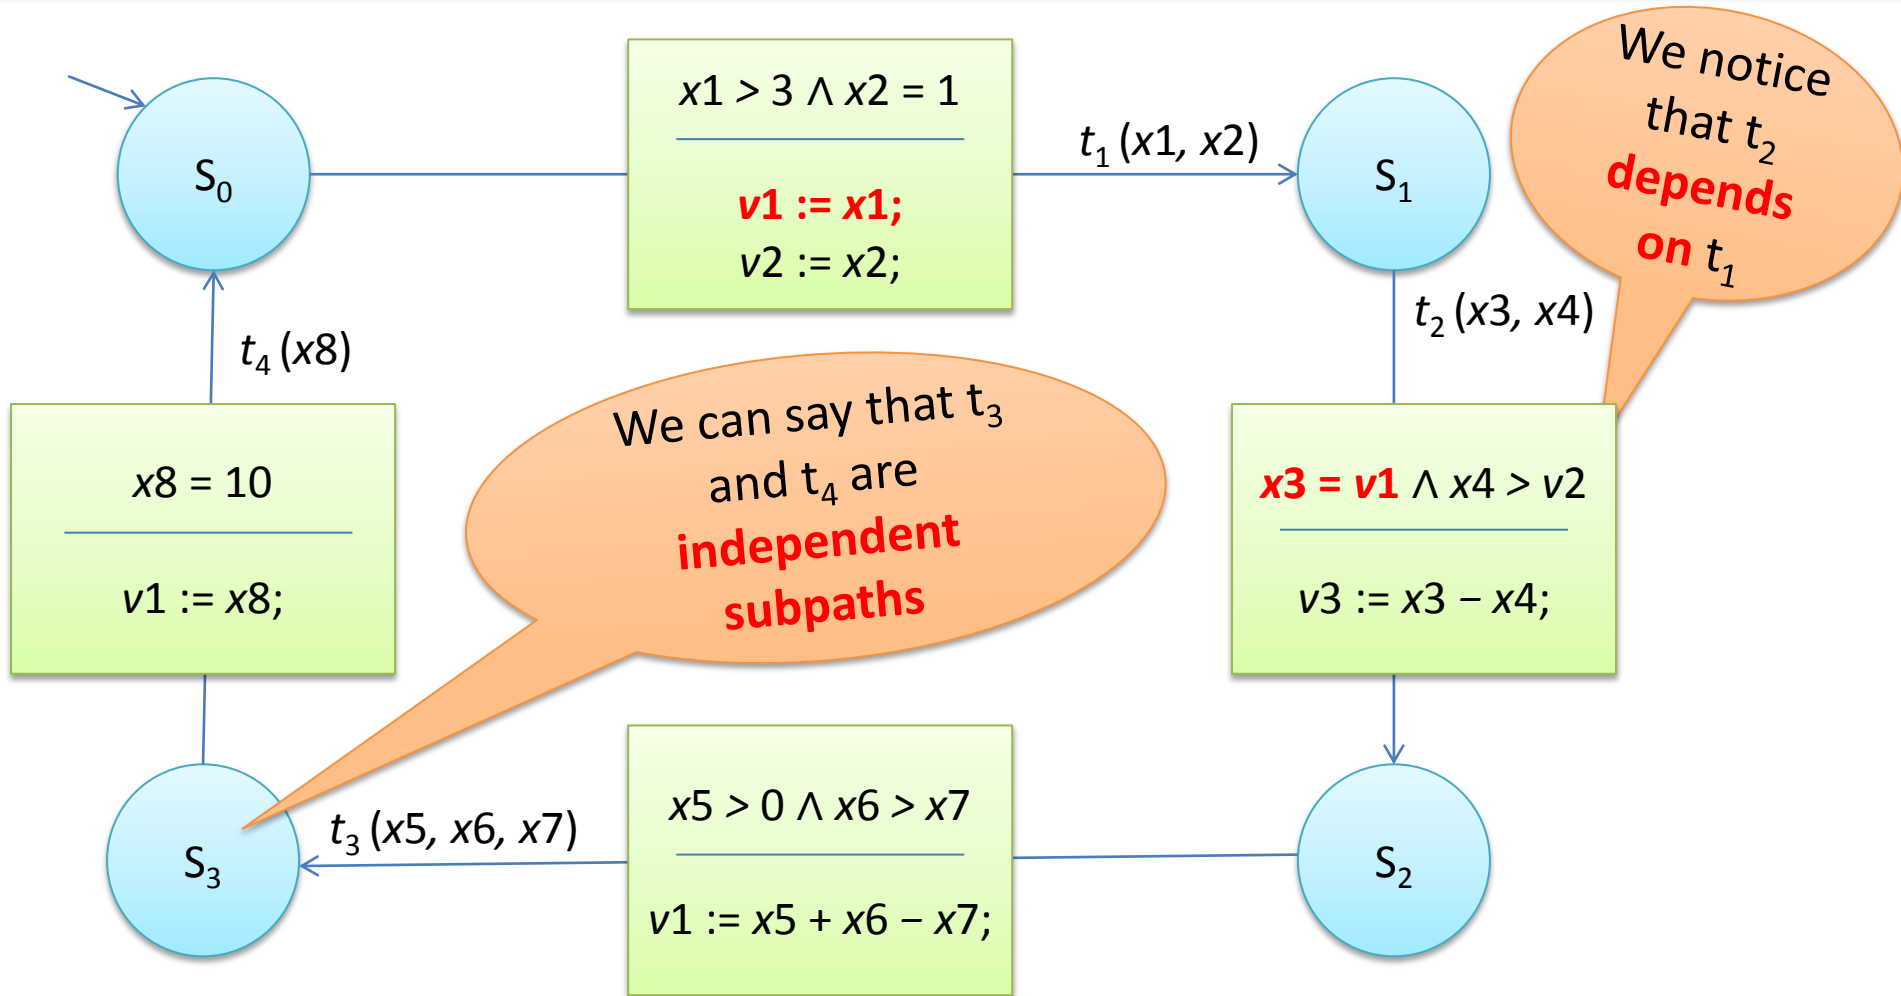 S₀
x1 > 3 ∧ x2 = 1
v1 := x1;
v2 := x2;
t₁ (x1, x2)
S₁
We notice
that t₂
depends
on t₁
t₂ (x3, x4)
x3 = v1 ∧ x4 > v2
v3 := x3 – x4;
t₄ (x8)
We can say that t₃
and t₄ are
independent
subpaths
x8 = 10
v1 := x8;
S₃
t₃ (x5, x6, x7)
x5 > 0 ∧ x6 > x7
v1 := x5 + x6 – x7;
S₂